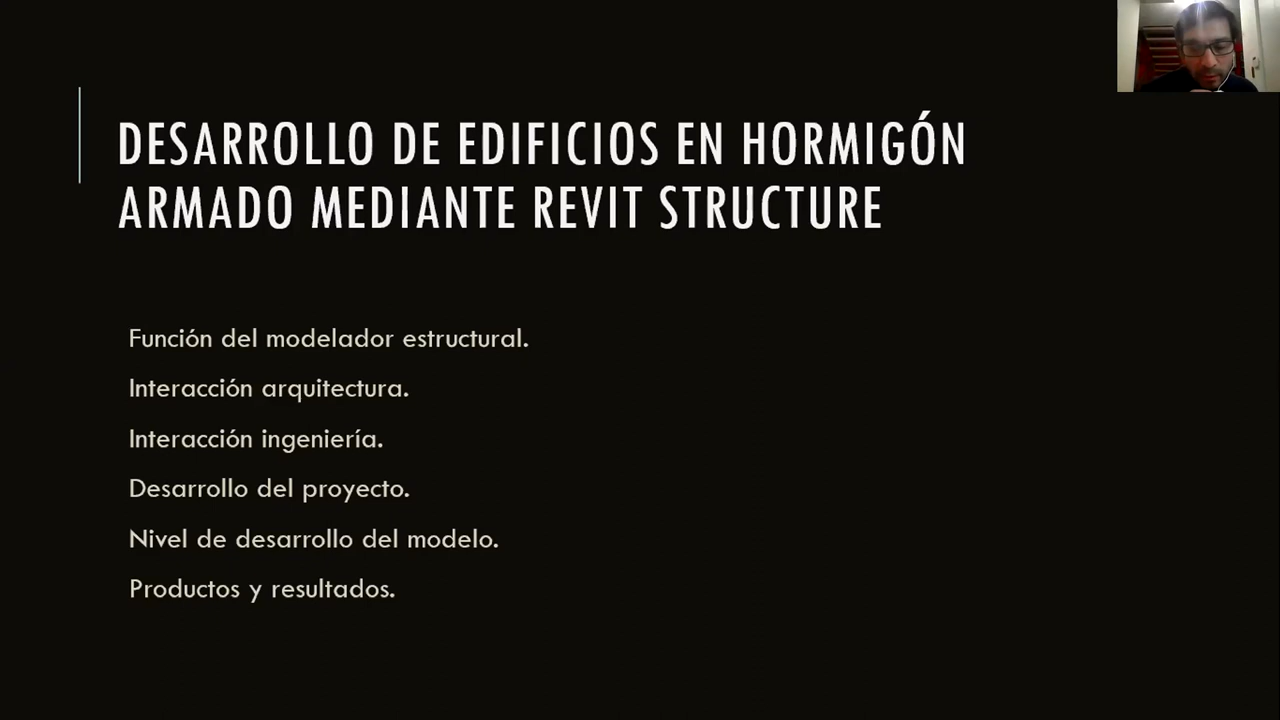 DESARROLLO DE EDIFICIOS EN HORMIGÓN
ARMADO MEDIANTE REVIT STRUCTURE
Función del modelador estructural.
Interacción arquitectura.
Interacción ingeniería.
Desarrollo del proyecto.
Nivel de desarrollo del modelo.
Productos y resultados.